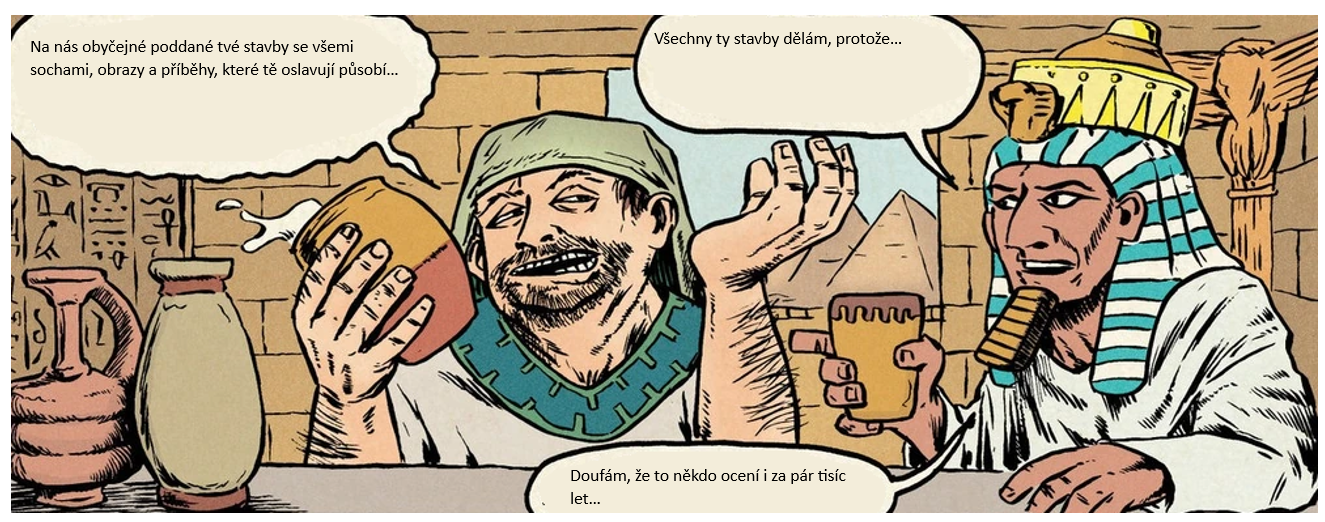 Na nás obyčejné poddané tvé stavby se všemi
sochami, obrazy a příběhy, které tě oslavují působí…
Všechny ty stavby dělám, protože…
Doufám, že to někdo ocení i za pár tisíc
let…